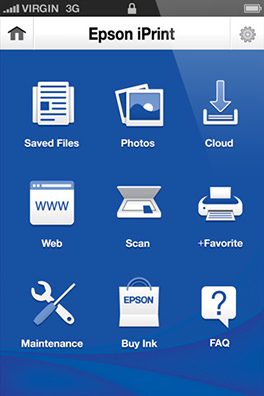 VIRGIN 3G
Epson iPrint
Saved Files
Photos
Cloud
WWW
Web
Scan
+Favorite
Maintenance
EPSON
Buy Ink
?
FAQ